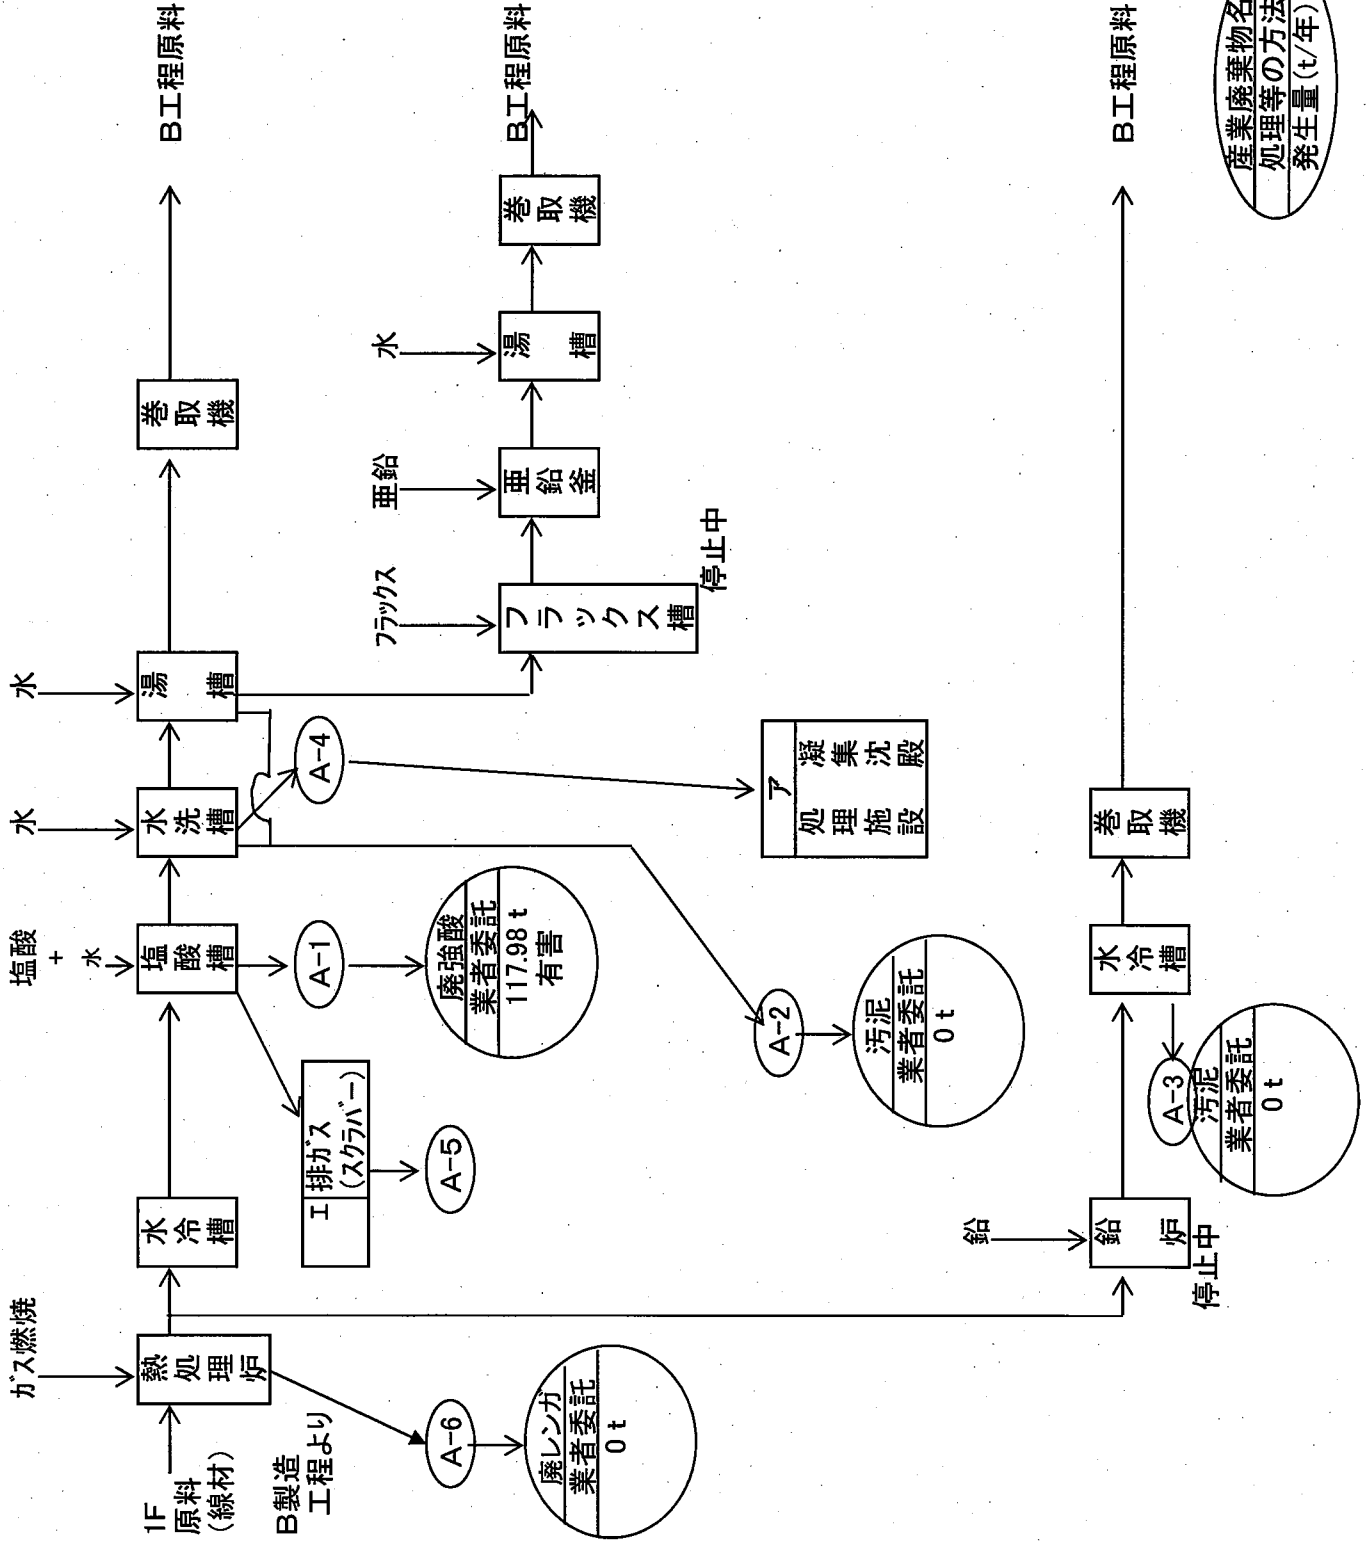 ガス燃焼
1F
原料
(線材)
B製造
工程より
熱処理炉
水冷槽
塩酸
+
水
塩酸槽
水
水洗槽
水
湯槽
巻取機
B工程原料
A-6
廃レンガ
業者委託
0t
エ
排ガス
(スクラバー)
A-5
A-1
廃強酸
業者委託
117.98t
有害
A-4
ア
凝集沈殿
処理施設
A-2
汚泥
業者委託
0t
フラックス
フラックス槽
停止中
亜鉛
亜鉛釜
水
湯槽
巻取機
B工程原料
鉛
鉛炉
停止中
水冷槽
A-3
汚泥
業者委託
0t
巻取機
B工程原料
産業廃棄物名
処理等の方法
発生量(t/年)